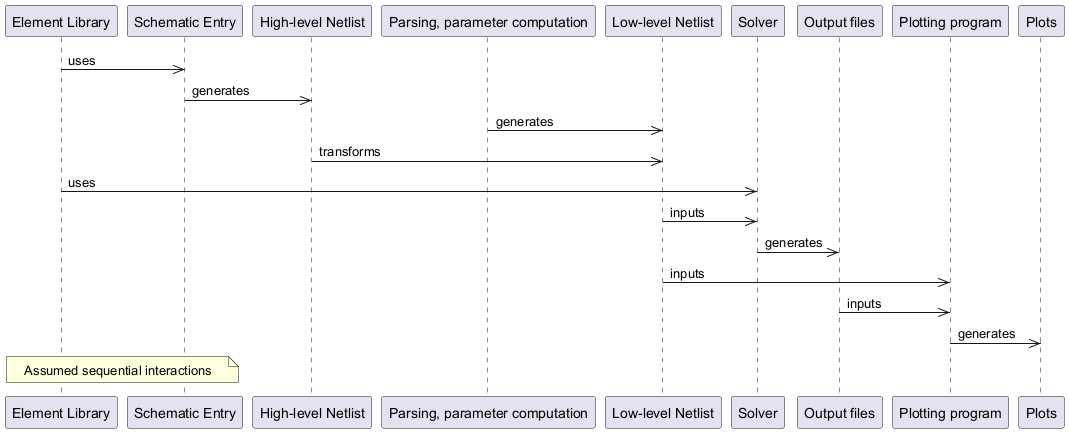 Element Library
Schematic Entry
High-level Netlist
Parsing, parameter computation
Low-level Netlist
Solver
Output files
Plotting program
Plots
uses
generates
generates
transforms
uses
inputs
generates
inputs
inputs
generates
Assumed sequential interactions
Element Library
Schematic Entry
High-level Netlist
Parsing, parameter computation
Low-level Netlist
Solver
Output files
Plotting program
Plots